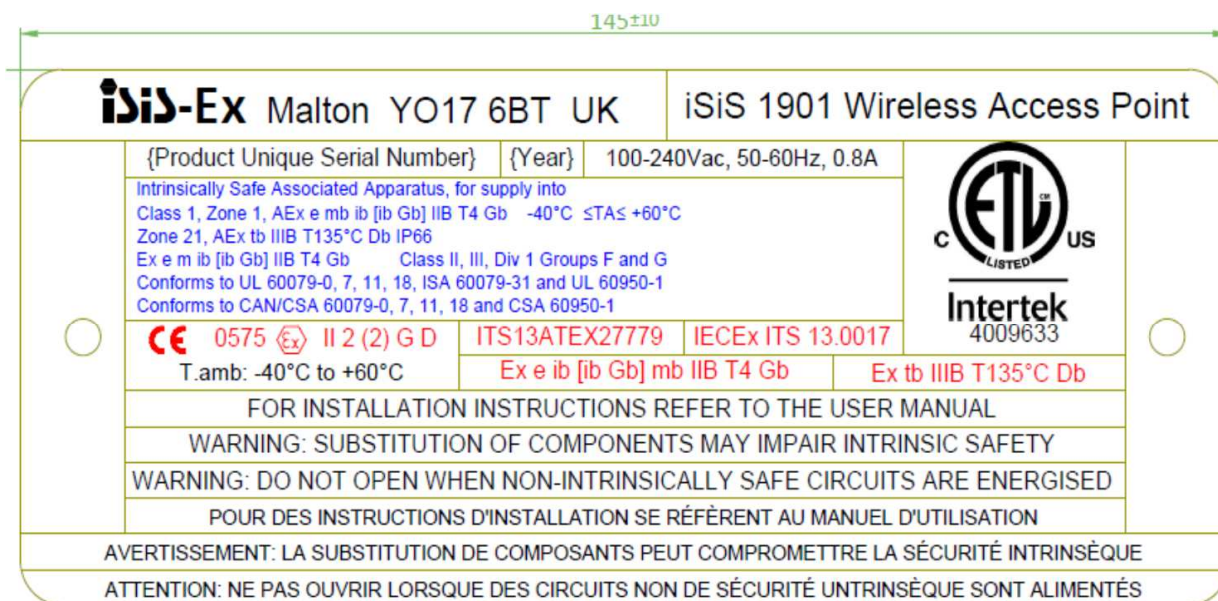 145±10
iSiS-Ex Malton YO17 6BT UK
iSiS 1901 Wireless Access Point
{Product Unique Serial Number} {Year} 100-240Vac, 50-60Hz, 0.8A
Intrinsically Safe Associated Apparatus, for supply into
Class 1, Zone 1, AEx e mb ib [ib Gb] IIB T4 Gb -40°C ≤TA≤ +60°C
Zone 21, AEx tb IIIB T135°C Db IP66
Ex e m ib [ib Gb] IIB T4 Gb Class II, III, Div 1 Groups F and G
Conforms to UL 60079-0, 7, 11, 18, ISA 60079-31 and UL 60950-1
Conforms to CAN/CSA 60079-0, 7, 11, 18 and CSA 60950-1
ETL CM
C US
LISTED
Intertek
4009633
CE 0575 Ex II 2 (2) G D ITS13ATEX27779 IECEx ITS 13.0017
T.amb: -40°C to +60°C Ex e ib [ib Gb] mb IIB T4 Gb Ex tb IIIB T135°C Db
FOR INSTALLATION INSTRUCTIONS REFER TO THE USER MANUAL
WARNING: SUBSTITUTION OF COMPONENTS MAY IMPAIR INTRINSIC SAFETY
WARNING: DO NOT OPEN WHEN NON-INTRINSICALLY SAFE CIRCUITS ARE ENERGISED
POUR DES INSTRUCTIONS D'INSTALLATION SE RÉFÈRENT AU MANUEL D'UTILISATION
AVERTISSEMENT: LA SUBSTITUTION DE COMPOSANTS PEUT COMPROMETTRE LA SÉCURITÉ INTRINSÈQUE
ATTENTION: NE PAS OUVRIR LORSQUE DES CIRCUITS NON DE SÉCURITÉ UNTRINSÈQUE SONT ALIMENTÉS